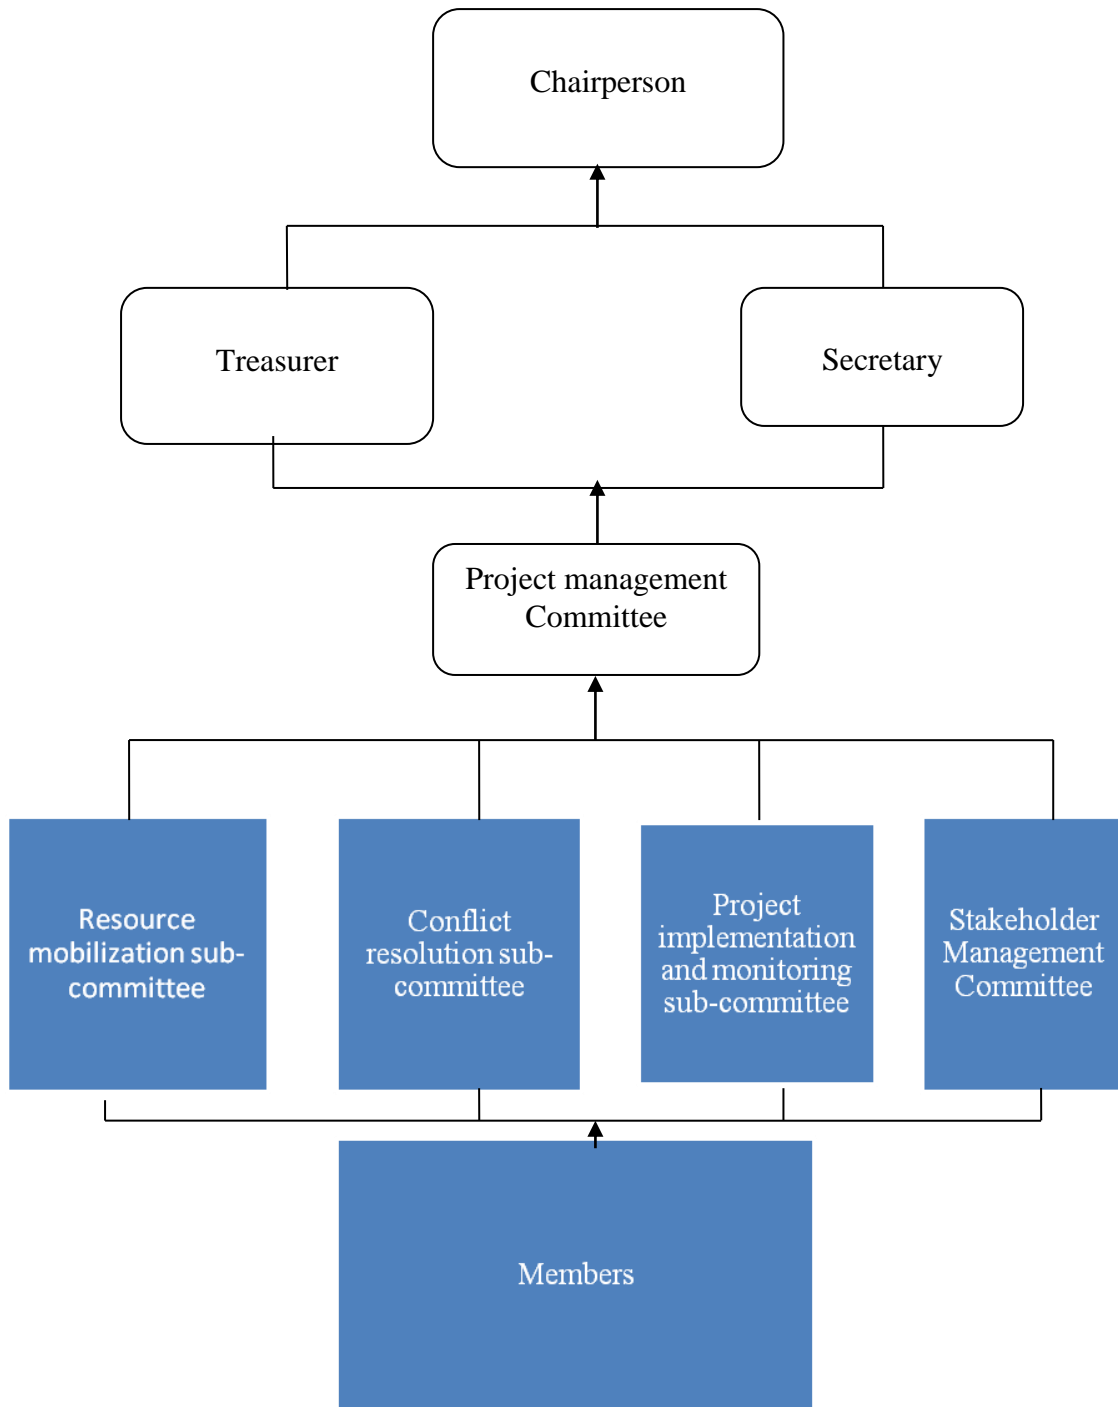 Chairperson
Treasurer
Secretary
Project management
Committee
Resource
mobilization sub-
committee
Conflict
resolution sub-
committee
Project
implementation
and monitoring
sub-committee
Stakeholder
Management
Committee
Members